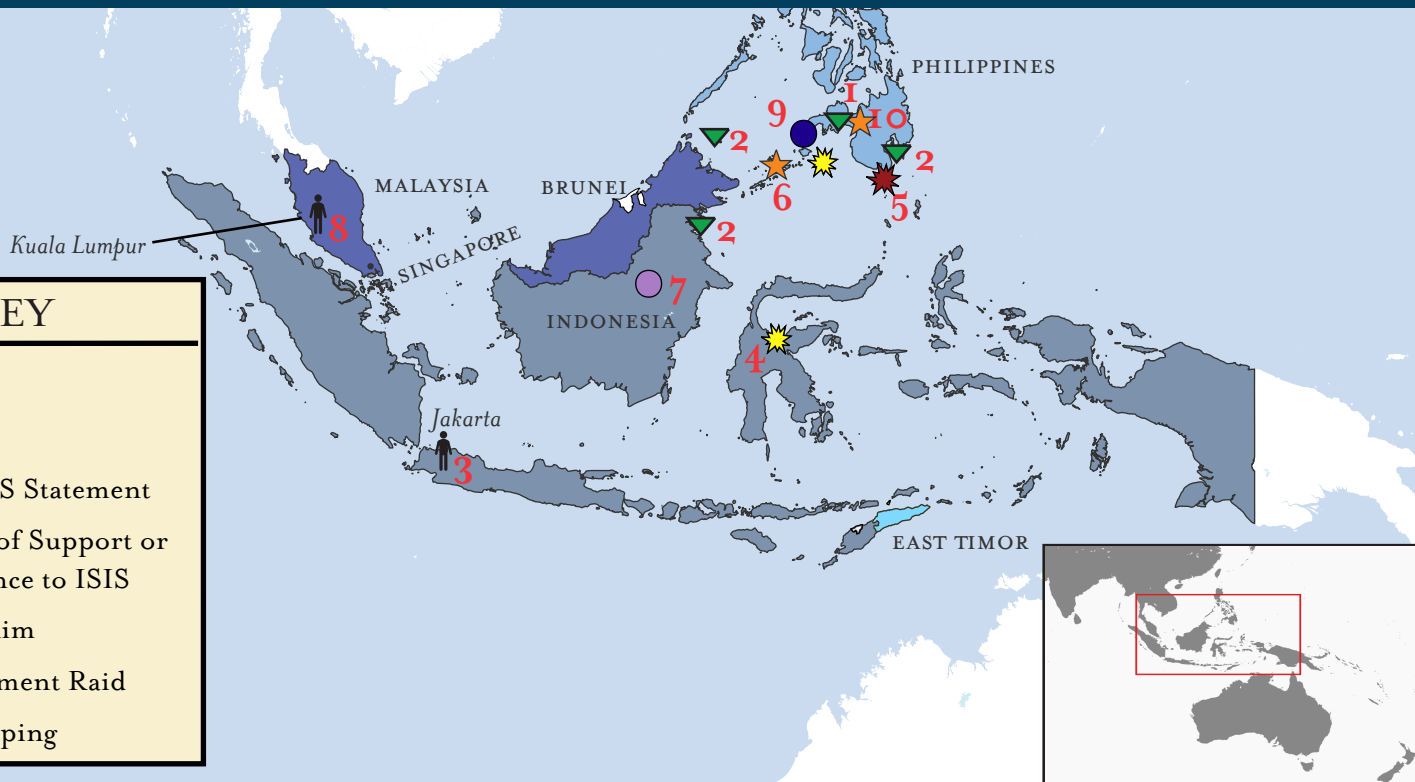 PHILIPPINES
1
9
10
2
2
MALAYSIA
BRUNEI
6
5
8
2
Kuala Lumpur
SINGAPORE
7
EY
INDONESIA
4
Jakarta
3
S Statement
of Support or
nce to ISIS
EAST TIMOR
im
ment Raid
ping